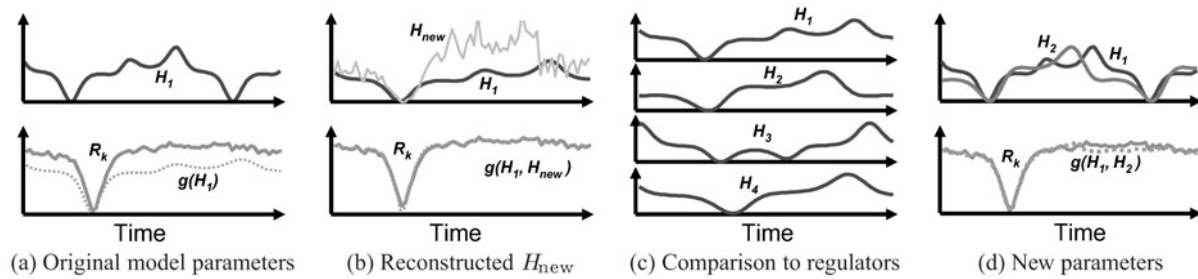 H1
Rk
g(H1)
Time
(a) Original model parameters
Hnew
H1
Rk
g(H1, Hnew)
Time
(b) Reconstructed Hnew
H1
H2
H3
H4
Time
(c) Comparison to regulators
H2 H1
Rk
g(H1, H2)
Time
(d) New parameters